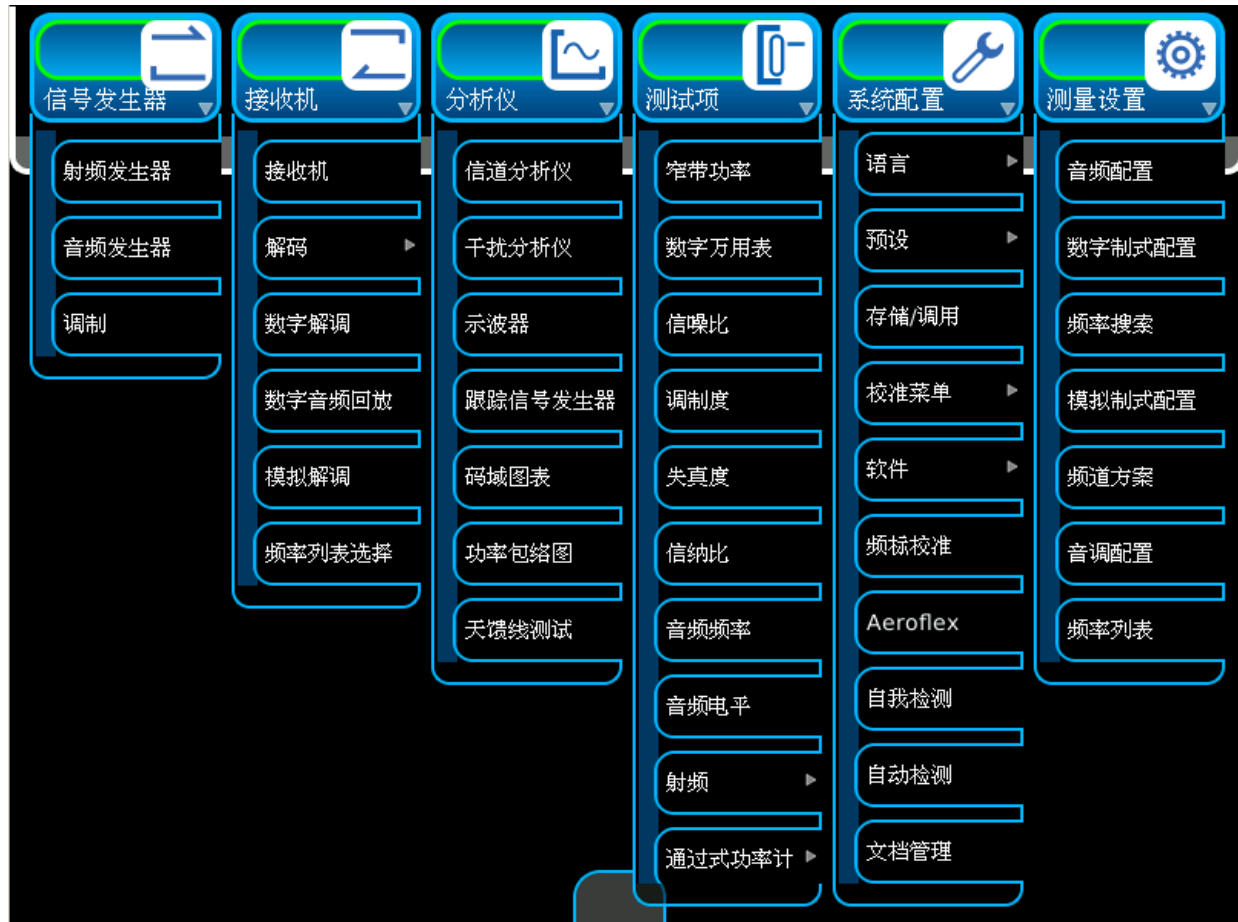 信号发生器
射频发生器
音频发生器
调制
接收机
接收机
解码
数字解调
数字音频回放
模拟解调
频率列表选择
分析仪
信道分析仪
干扰分析仪
示波器
跟踪信号发生器
码域图表
功率包络图
天馈线测试
测试项
窄带功率
数字万用表
信噪比
调制度
失真度
信纳比
音频频率
音频电平
射频
通过式功率计
系统配置
语言
预设
存储/调用
校准菜单
软件
频标校准
Aeroflex
自我检测
自动检测
文档管理
测量设置
音频配置
数字制式配置
频率搜索
模拟制式配置
频道方案
音调配置
频率列表